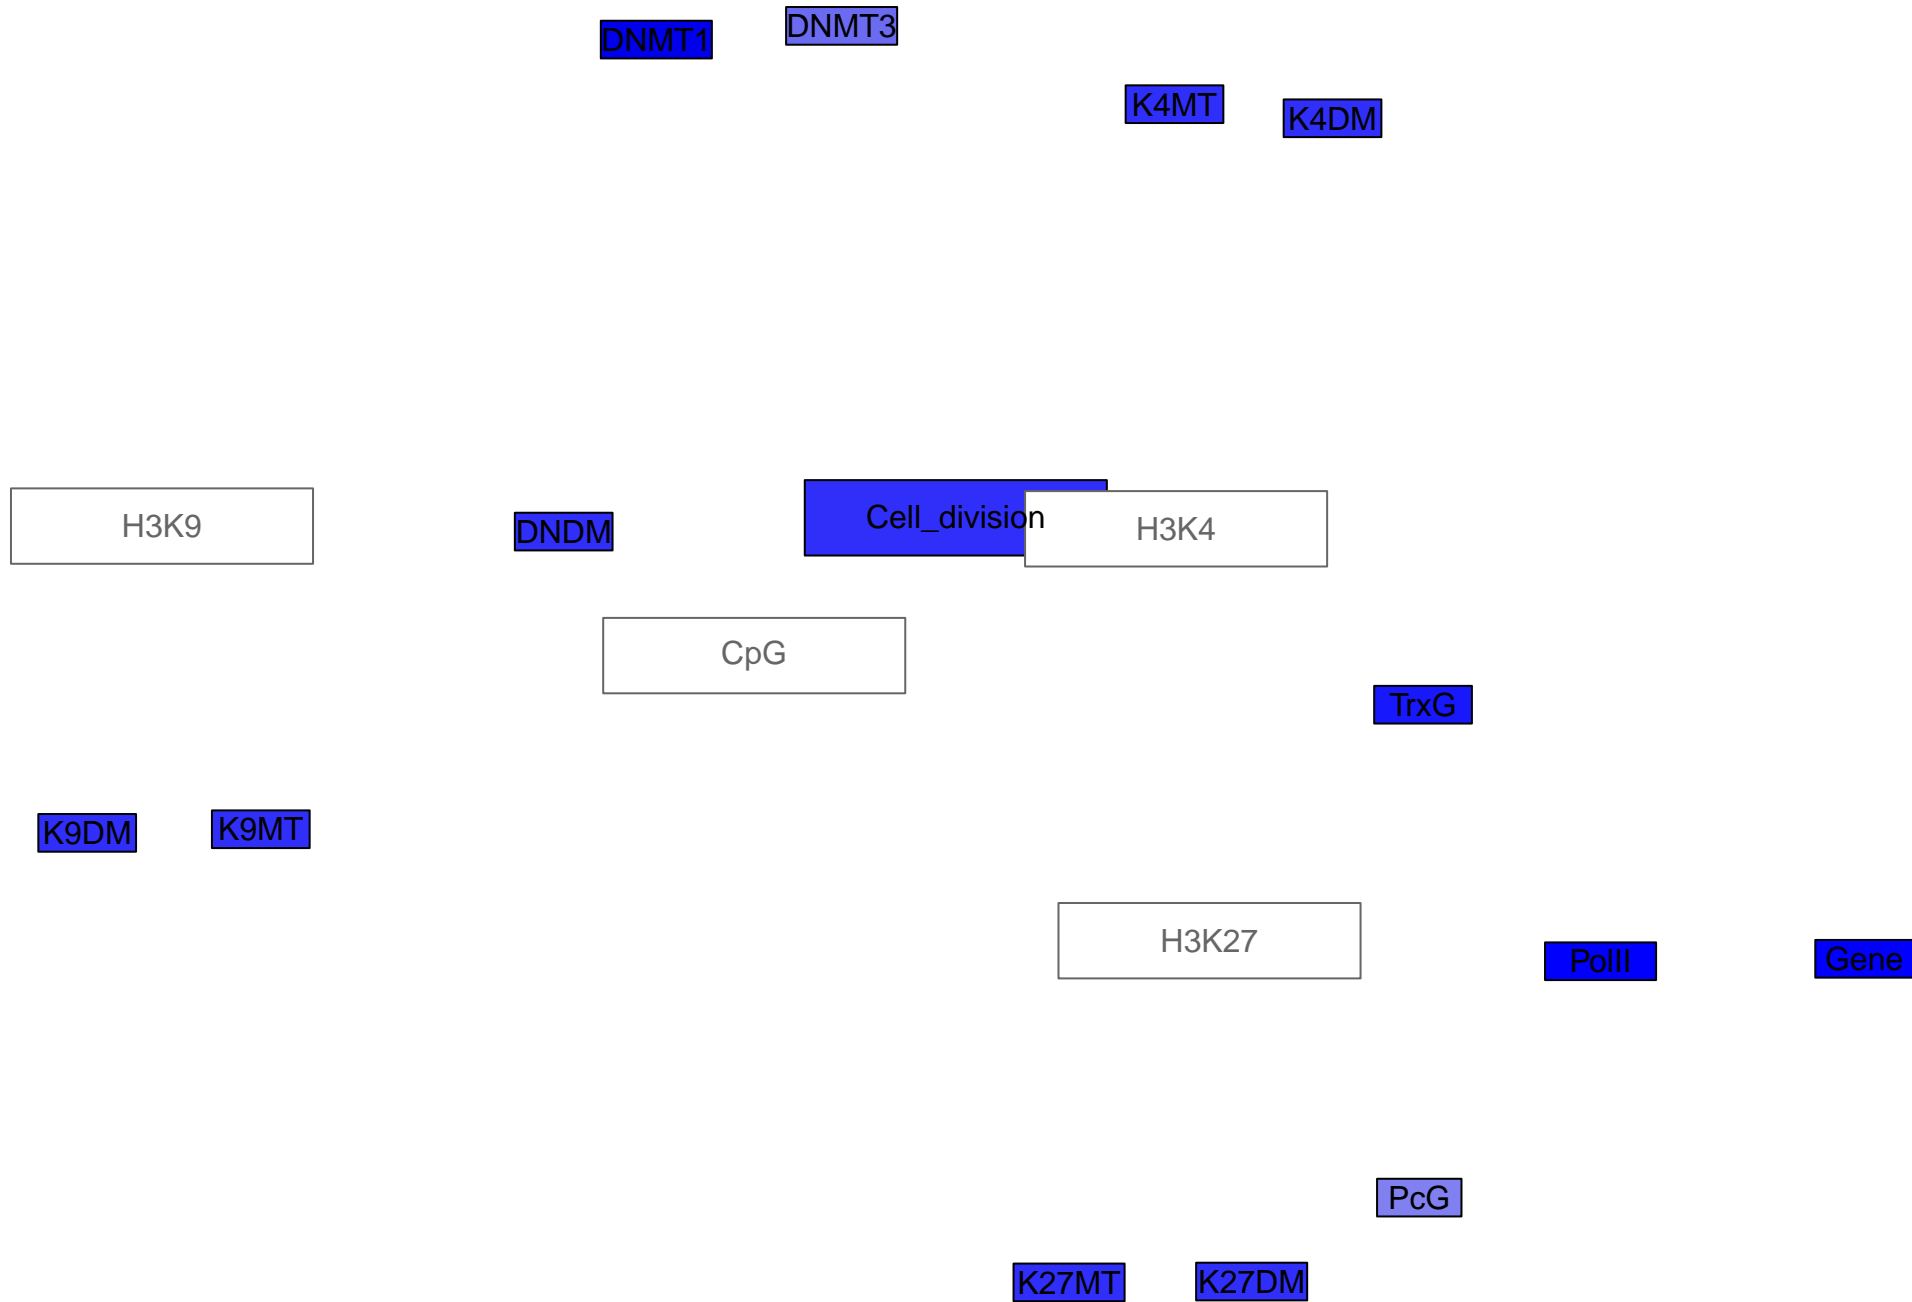 DNMT1
DNMT3
K4MT
K4DM
H3K9
DNDM
Cell_division
H3K4
CpG
TrxG
K9DM
K9MT
H3K27
PolII
Gene
PcG
K27MT
K27DM